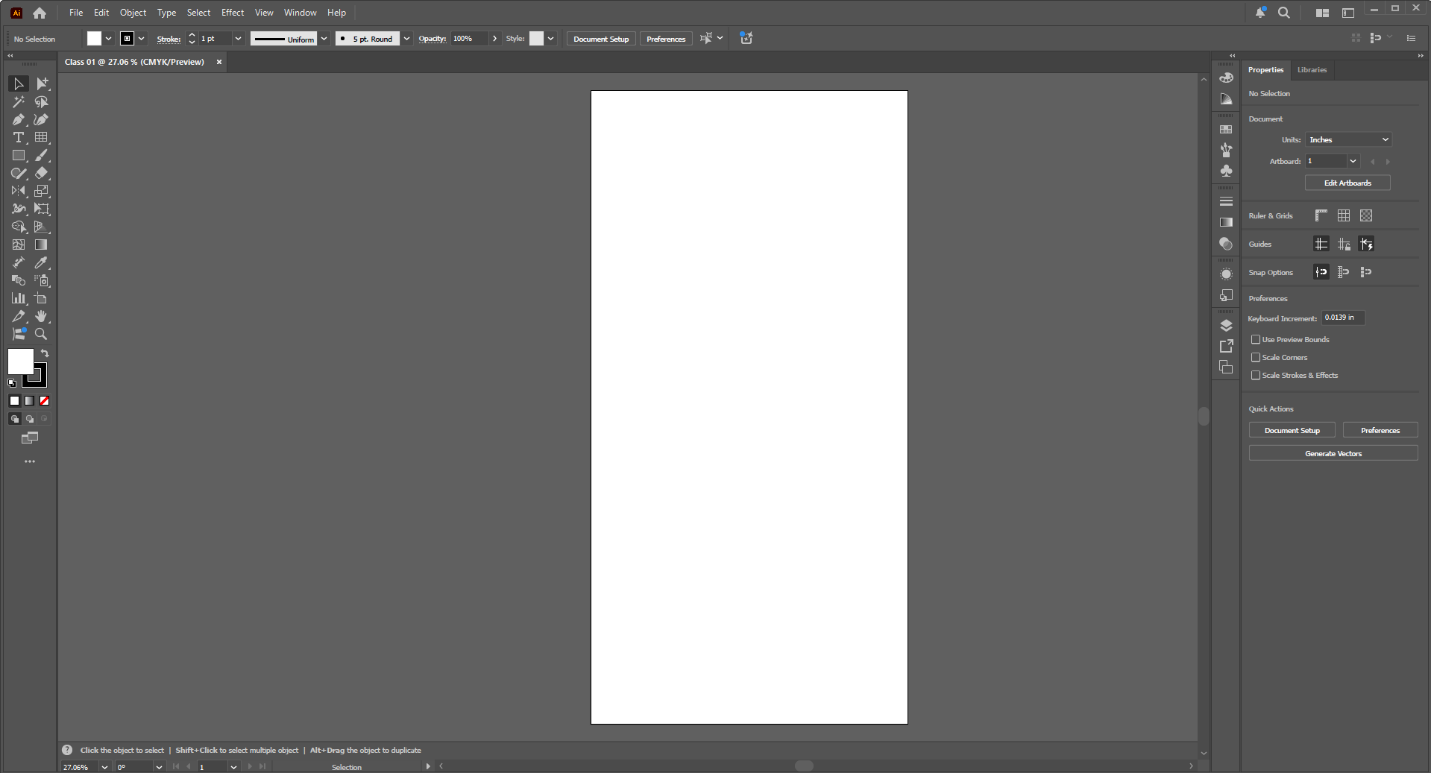 Ai File Edit Object Type Select Effect View Window Help
No Selection Stroke: 1 pt Uniform 5 pt. Round Opacity: 100% Style: Document Setup Preferences
Class 01 @ 27.06 % (CMYK/Preview)
Properties Libraries
No Selection
Document
Units: Inches
Artboard: 1
Edit Artboards
Ruler & Grids
Guides
Snap Options
Preferences
Keyboard Increment: 0.0139 in
Use Preview Bounds
Scale Corners
Scale Strokes & Effects
Quick Actions
Document Setup Preferences
Generate Vectors
? Click the object to select | Shift+Click to select multiple object | Alt+Drag the object to duplicate
27.06% 0° 1 Selection